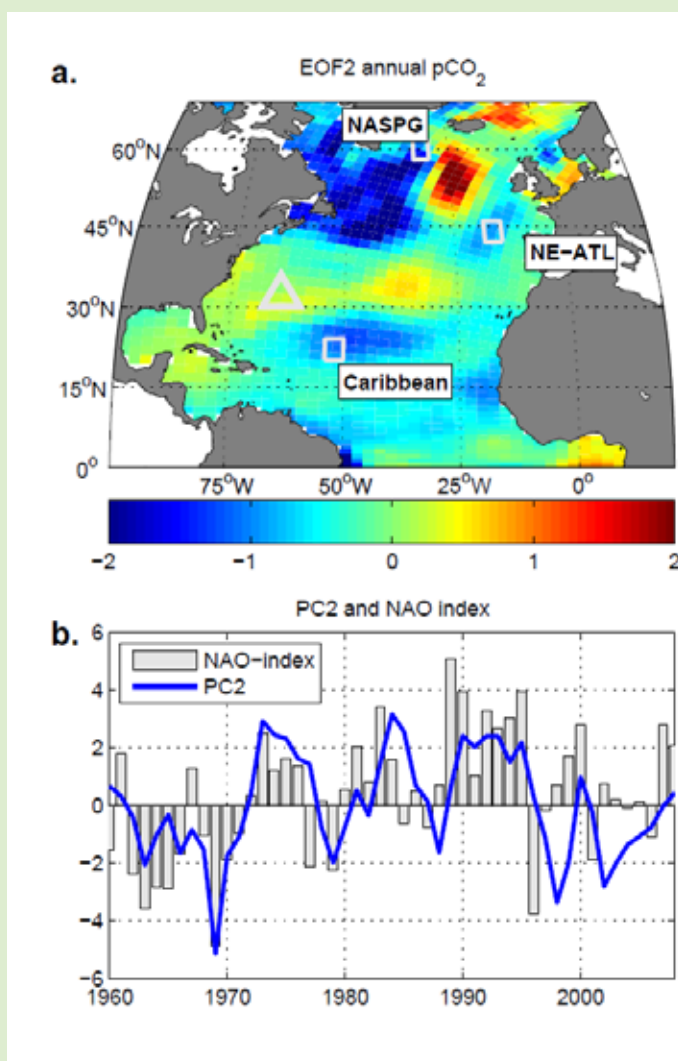 a.
EOF2 annual pCO₂
NASPG
60°N
45°N
NE-ATL
30°N
Caribbean
15°N
0°
75°W 50°W 25°W 0°
−2 −1 0 1 2
PC2 and NAO index
b.
6
NAO-index
PC2
4
2
0
−2
−4
−6
1960 1970 1980 1990 2000